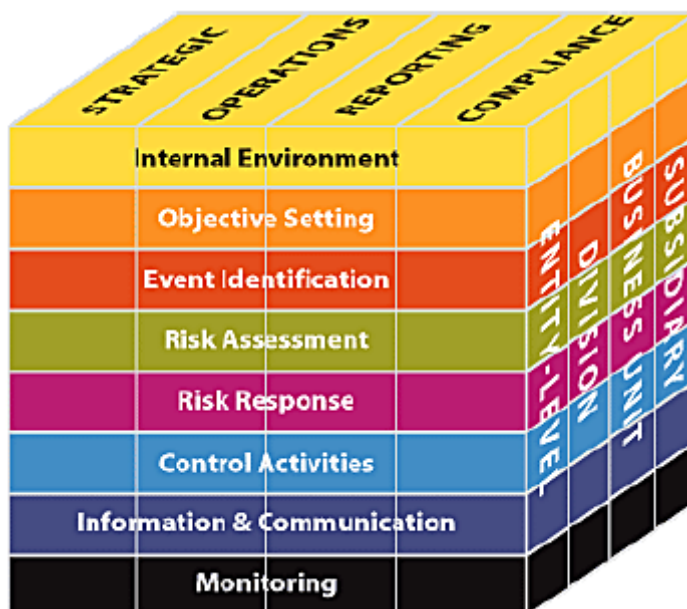 STRATEGIC
OPERATIONS
REPORTING
COMPLIANCE
Internal Environment
Objective Setting
Event Identification
Risk Assessment
Risk Response
Control Activities
Information & Communication
Monitoring
ENTITY-LEVEL
DIVISION
BUSINESS UNIT
SUBSIDIARY